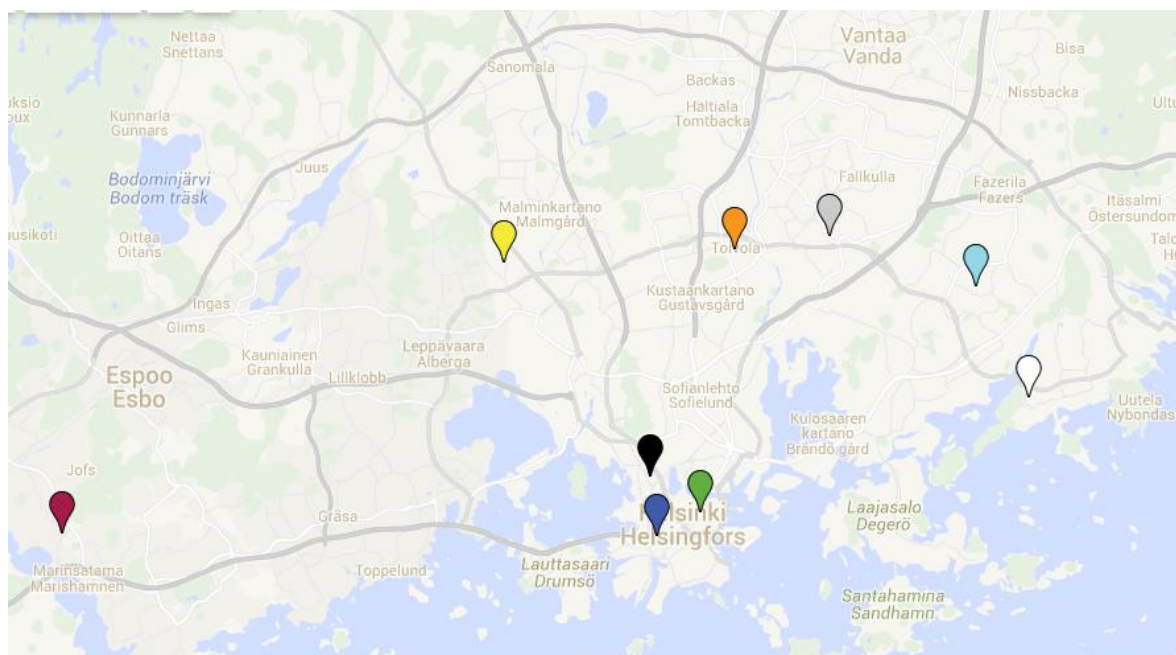 Nettaa
Snettans
Vantaa
Vanda
Bisa
Sanomala
Backas
Nissbacka
Haltiala
Tomtbacka
Kunnarla
Gunnars
Juus
Bodominjärvi
Bodom träsk
Fallkulla
Fazerila
Fazers
Malminkartano
Malmgård
Itäsalmi
Östersundom
Oittaa
Oitans
Kustaankartano
Gustavsgård
Ingas
Glims
Leppävaara
Alberga
Kauniainen
Grankulla
Lillklobb
Espoo
Esbo
Sofianlehto
Sofielund
Kulosaaren
kartano
Brändö gård
Uutela
Nybondas
Jofs
Laajasalo
Degerö
Gräsa
Helsingfors
Lauttasaari
Drumsö
Marinsatama
Marishamnen
Toppelund
Santahamina
Sandhamn